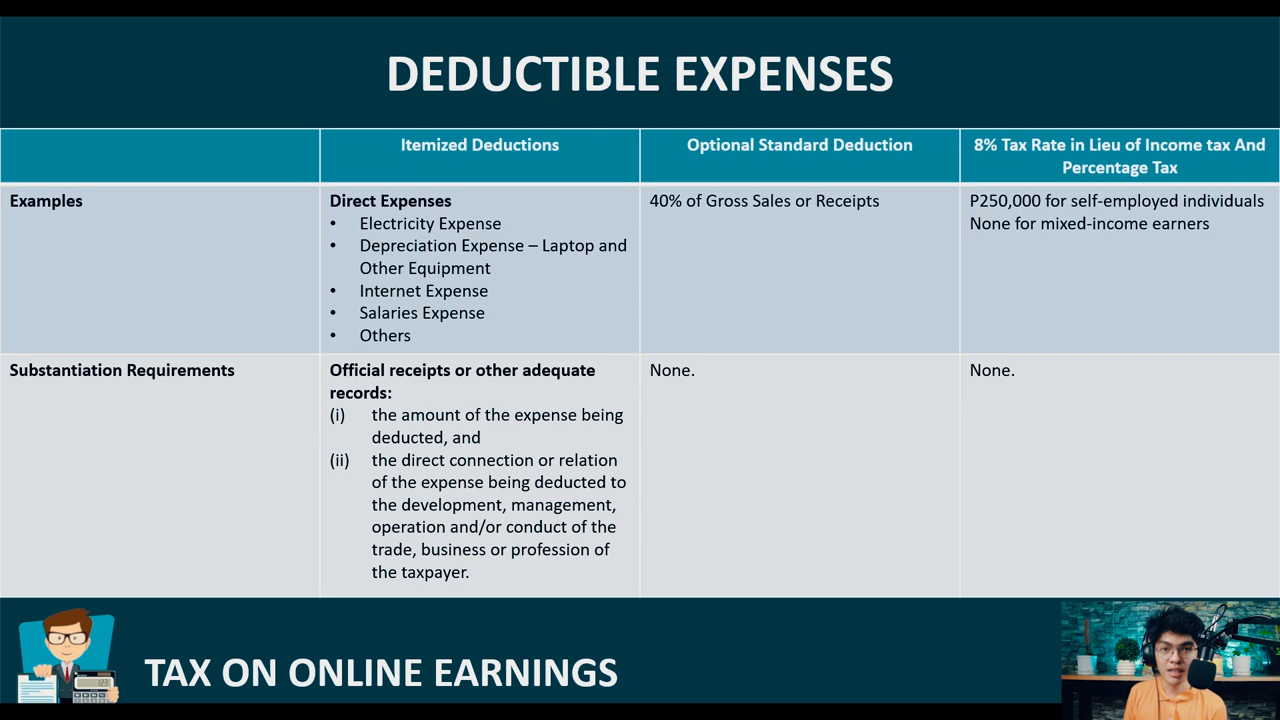 DEDUCTIBLE EXPENSES
Itemized Deductions
Optional Standard Deduction
8% Tax Rate in Lieu of Income tax And
Percentage Tax
Examples
Direct Expenses
• Electricity Expense
• Depreciation Expense – Laptop and
Other Equipment
• Internet Expense
• Salaries Expense
• Others
40% of Gross Sales or Receipts
P250,000 for self-employed individuals
None for mixed-income earners
Substantiation Requirements
Official receipts or other adequate
records:
(i) the amount of the expense being
deducted, and
(ii) the direct connection or relation
of the expense being deducted to
the development, management,
operation and/or conduct of the
trade, business or profession of
the taxpayer.
None.
None.
TAX ON ONLINE EARNINGS